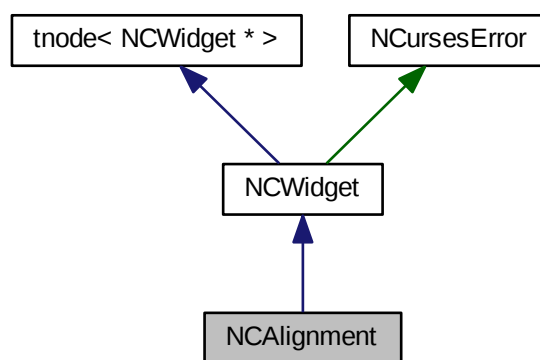 tnode< NCWidget * >
NCursesError
NCWidget
NCAlignment